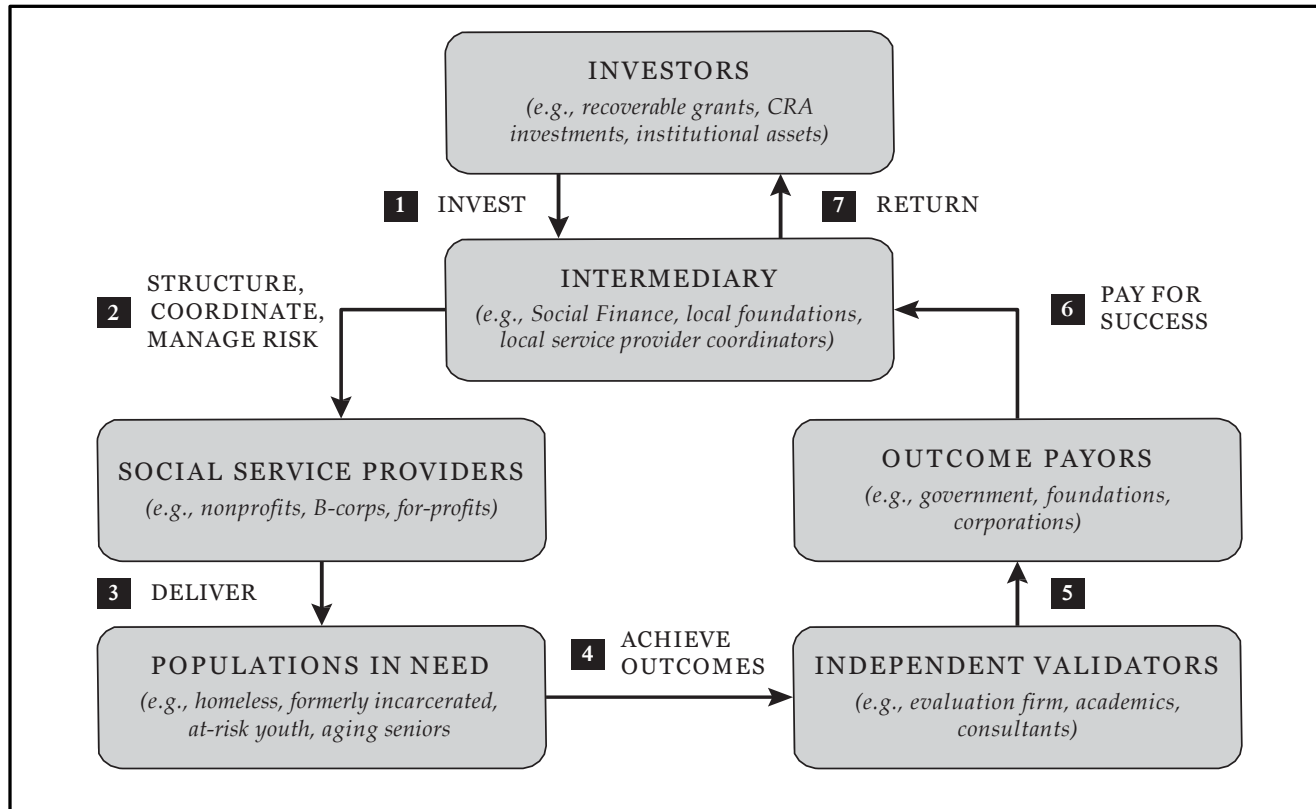 INVESTORS
(e.g., recoverable grants, CRA
investments, institutional assets)
1 INVEST
7 RETURN
INTERMEDIARY
(e.g., Social Finance, local foundations,
local service provider coordinators)
2 STRUCTURE,
COORDINATE,
MANAGE RISK
6 PAY FOR
SUCCESS
SOCIAL SERVICE PROVIDERS
(e.g., nonprofits, B-corps, for-profits)
OUTCOME PAYORS
(e.g., government, foundations,
corporations)
3 DELIVER
5
POPULATIONS IN NEED
(e.g., homeless, formerly incarcerated,
at-risk youth, aging seniors
4 ACHIEVE
OUTCOMES
INDEPENDENT VALIDATORS
(e.g., evaluation firm, academics,
consultants)